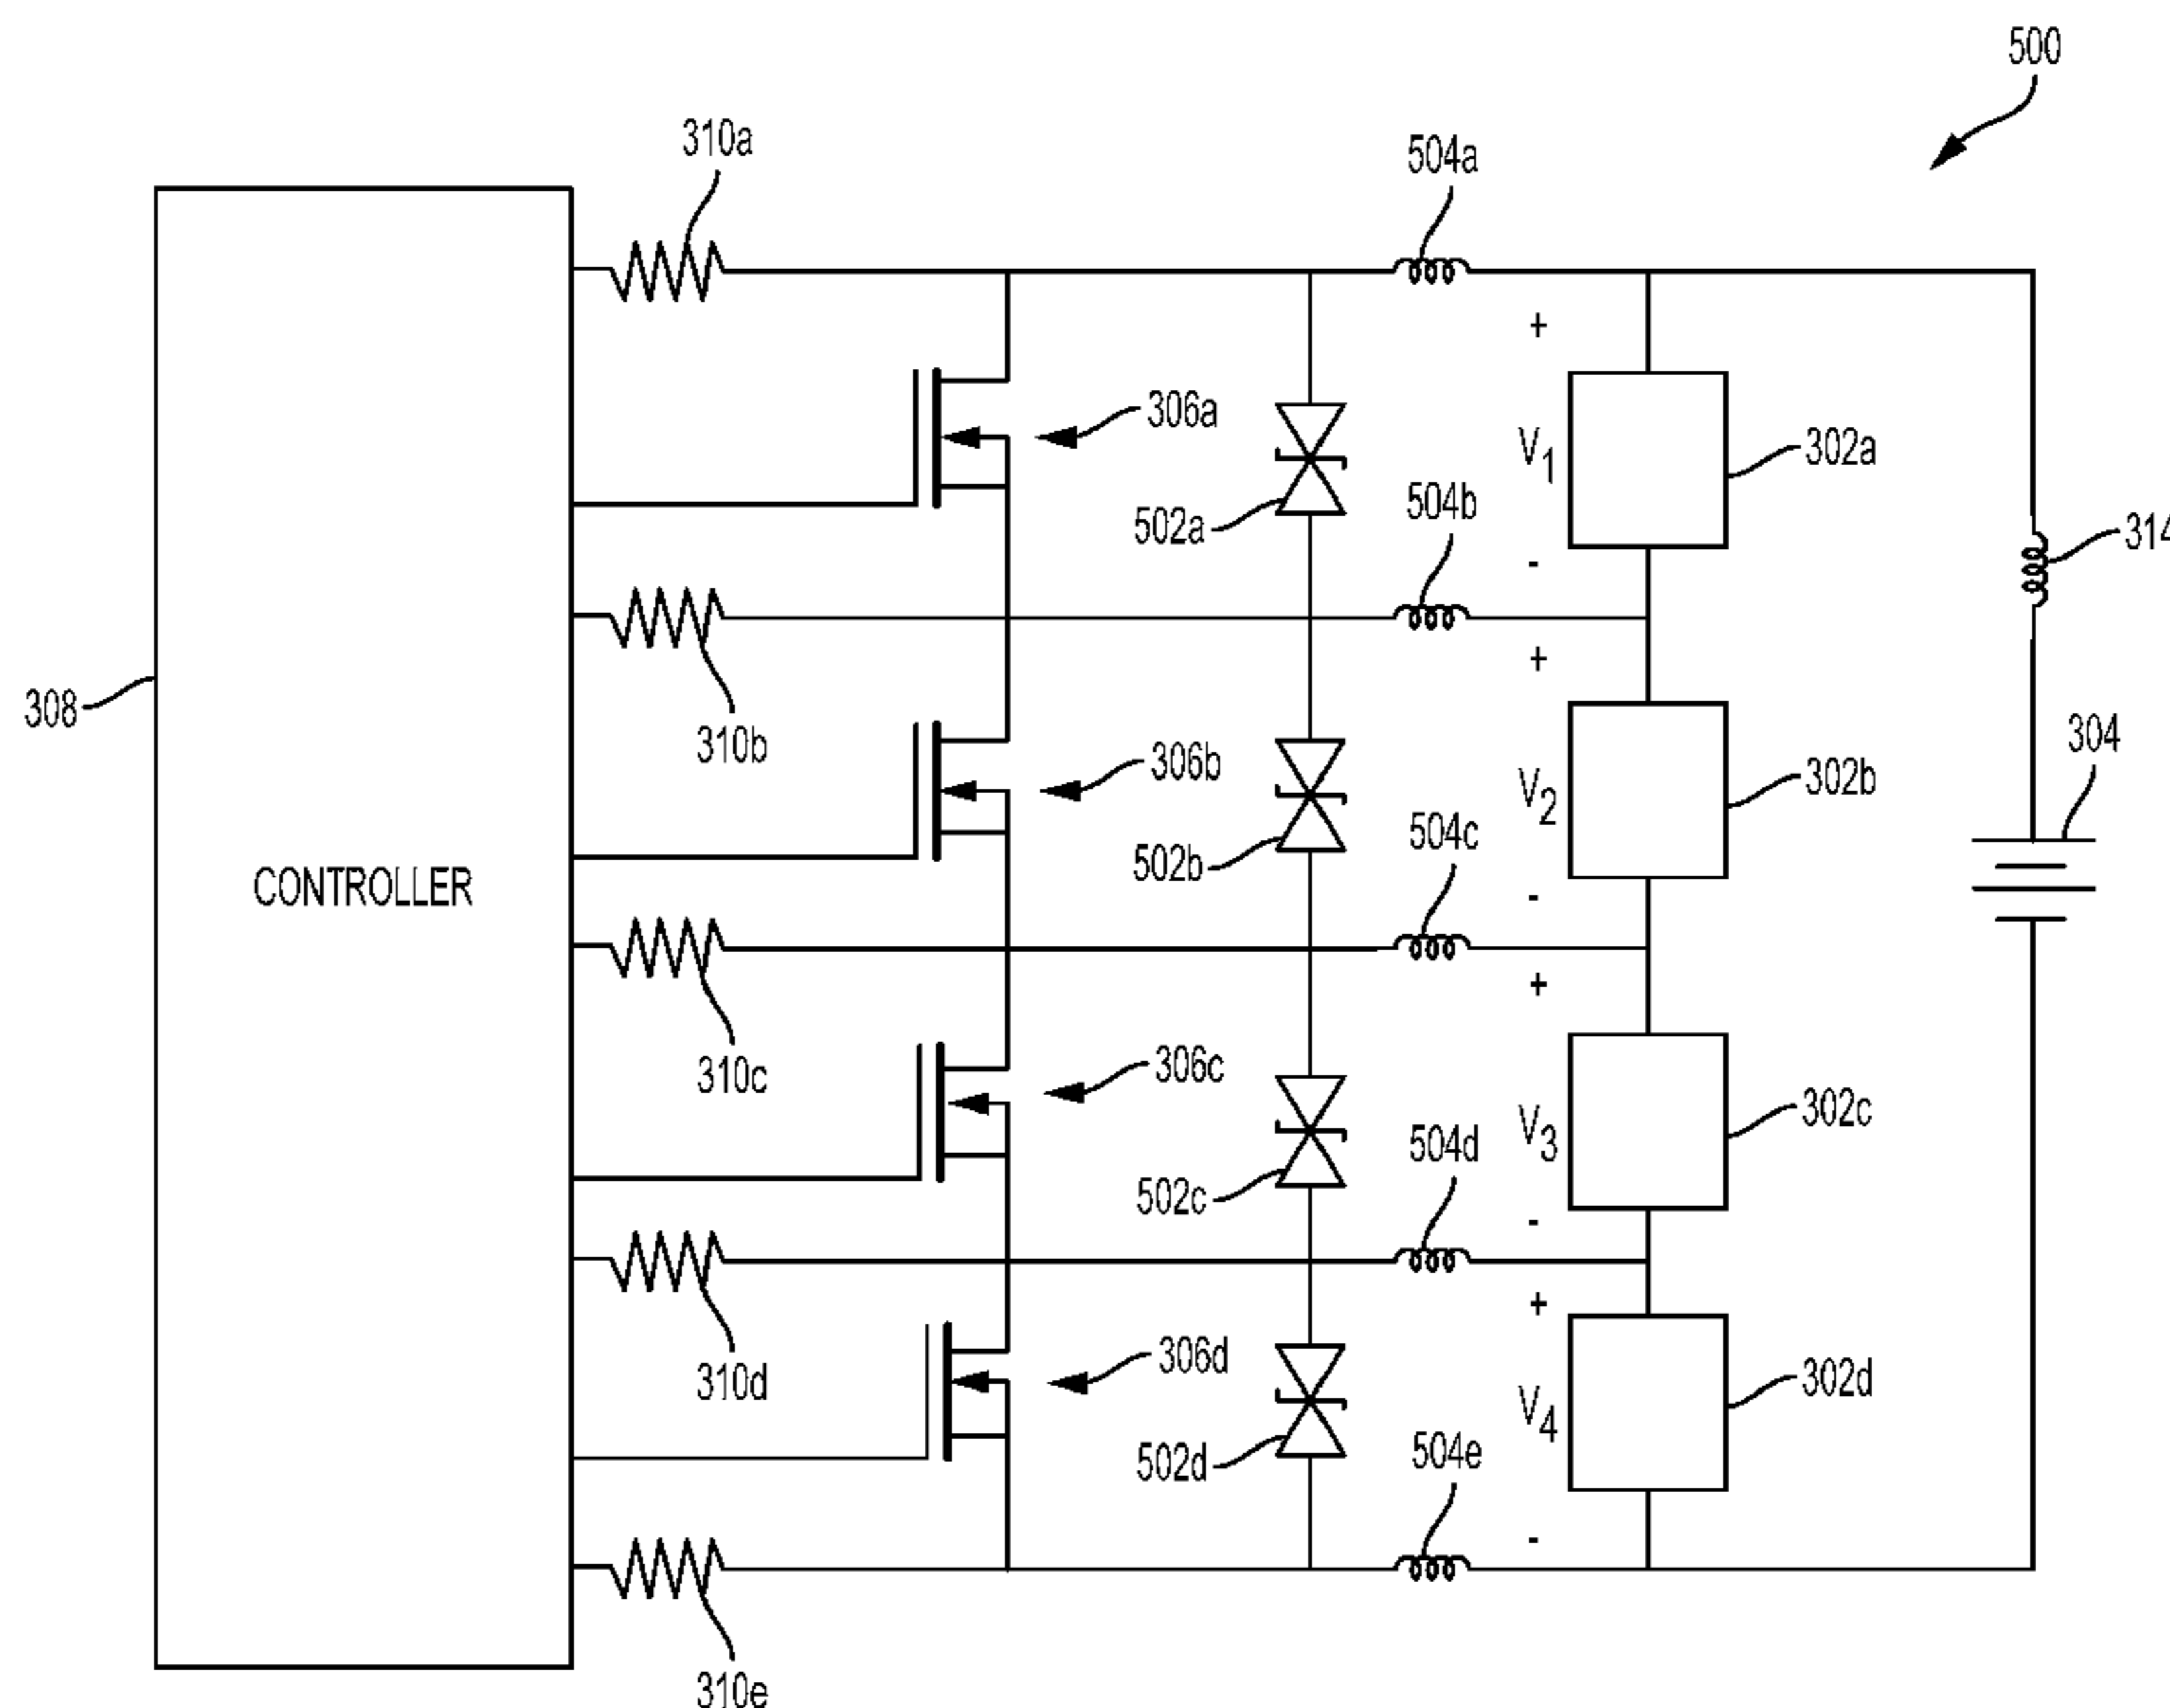 500
310a
504a
+
306a
V1
302a
502a
504b
-
314
+
308
310b
306b
V2
302b
304
502b
504c
CONTROLLER
-
+
310c
306c
V3
302c
502c
504d
-
+
310d
306d
V4
302d
502d
504e
-
310e